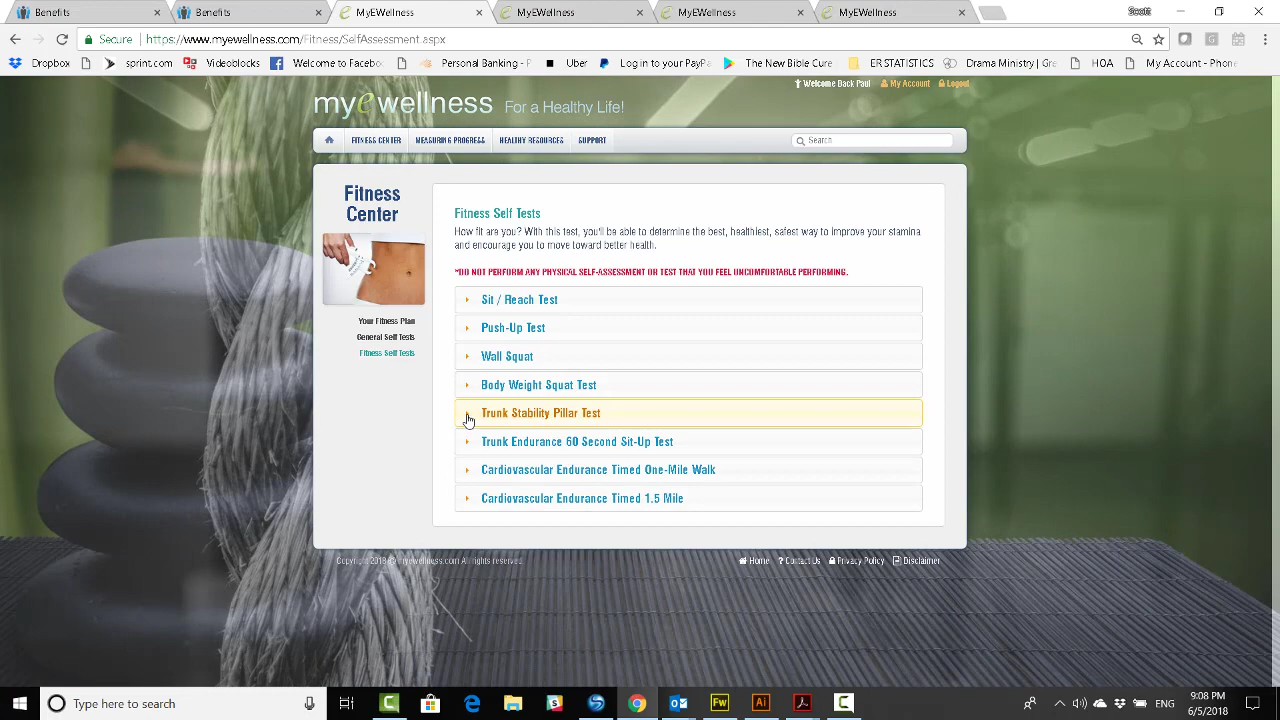 Benefits
Benefits
myEWellness
myEWellness
myEWellness
myEWellness
Scott
Secure
https://www.myewellness.com/Fitness/SelfAssessment.aspx
Dropbox
sprint.com
Videoblocks
Welcome to Facebook
Personal Banking - P
Uber
Log in to your PayPa
The New Bible Cure
ER STATISTICS
Drama Ministry | Gre
HOA
My Account - Phone
Welcome Back Paul My Account Logout
myewellness For a Healthy Life!
FITNESS CENTER MEASURING PROGRESS HEALTHY RESOURCES SUPPORT
Search
Fitness
Center
Your Fitness Plan
General Self Tests
Fitness Self Tests
Fitness Self Tests
How fit are you? With this test, you'll be able to determine the best, healthiest, safest way to improve your stamina
and encourage you to move toward better health.
*DO NOT PERFORM ANY PHYSICAL SELF-ASSESSMENT OR TEST THAT YOU FEEL UNCOMFORTABLE PERFORMING.
Sit / Reach Test
Push-Up Test
Wall Squat
Body Weight Squat Test
Trunk Stability Pillar Test
Trunk Endurance 60 Second Sit-Up Test
Cardiovascular Endurance Timed One-Mile Walk
Cardiovascular Endurance Timed 1.5 Mile
Copyright 2018 © myewellness.com All rights reserved.
Home ? Contact Us Privacy Policy Disclaimer
Type here to search
ENG
9:08 PM
6/5/2018